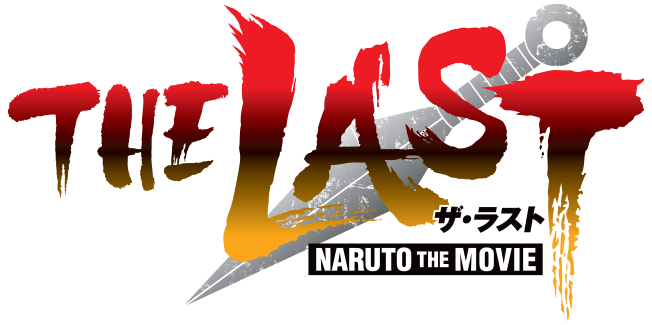 THE LAST
ザ・ラスト
NARUTO THE MOVIE